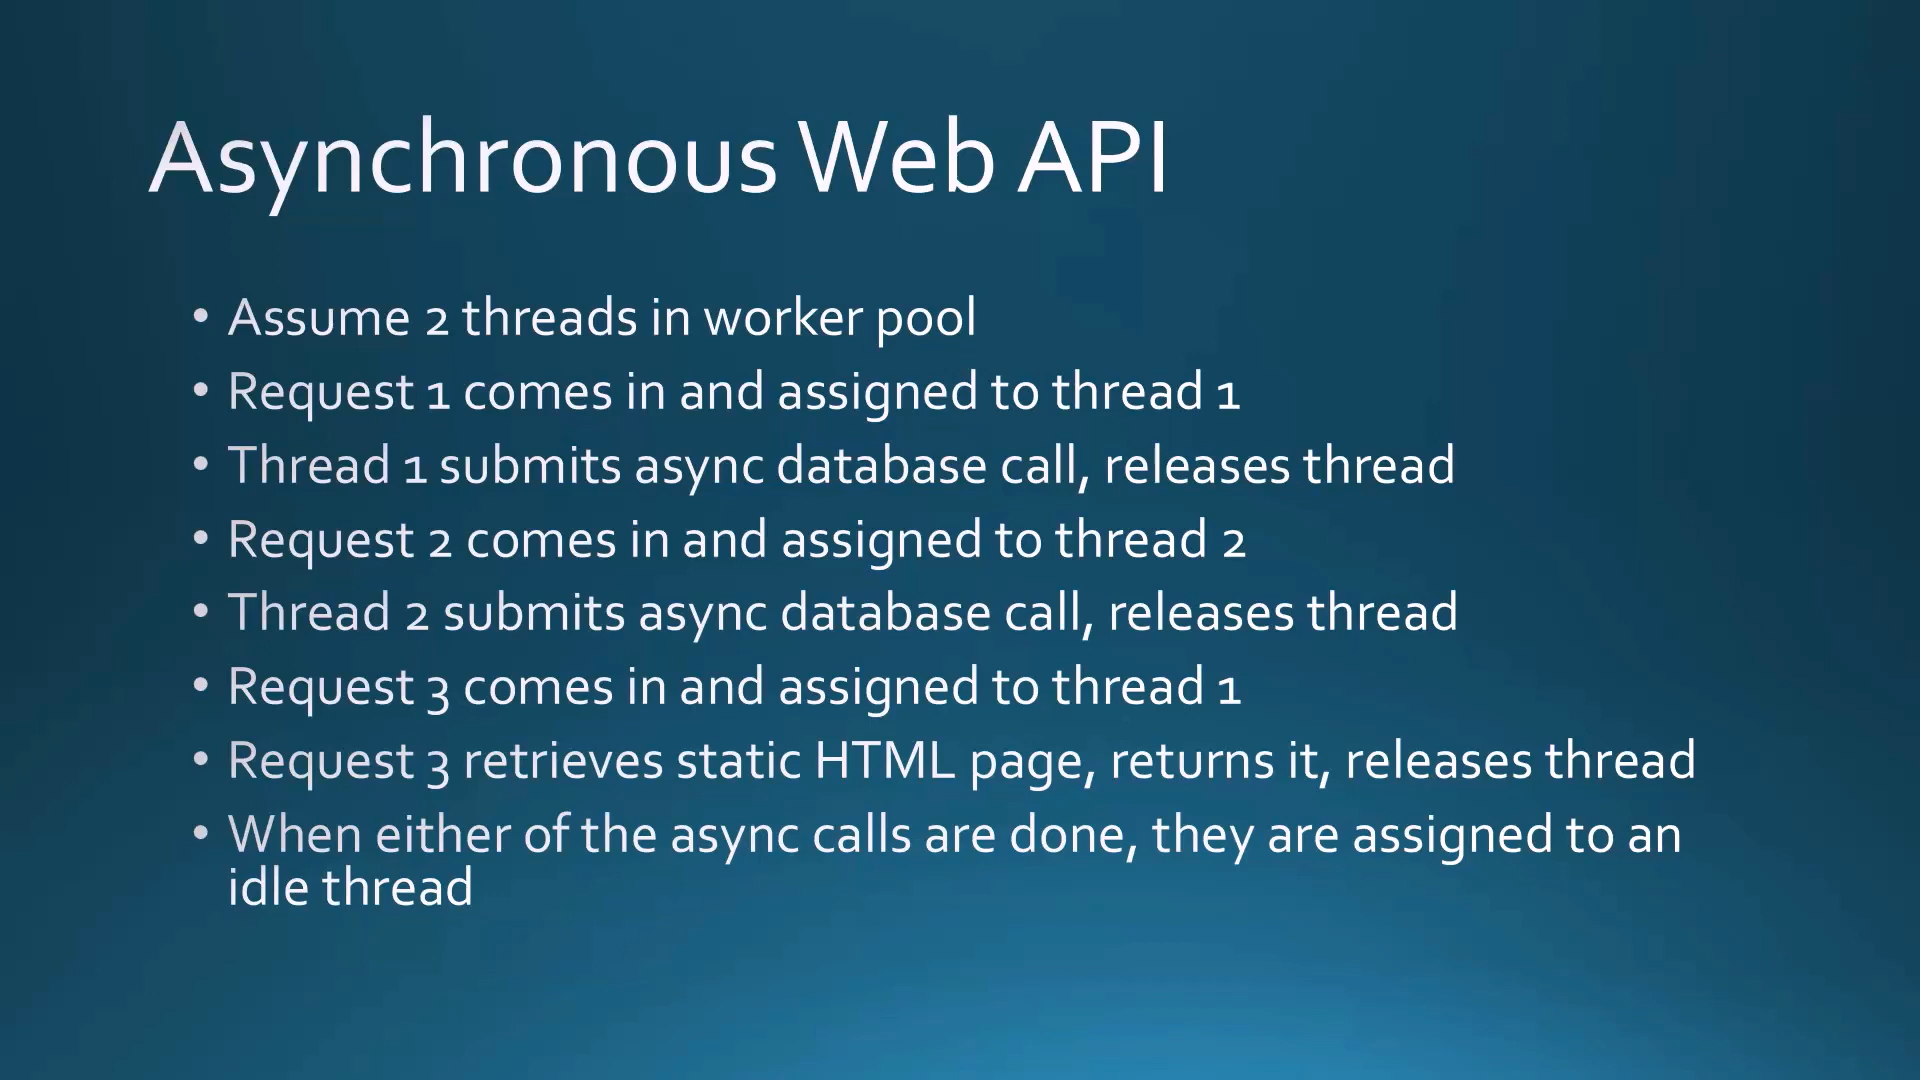 Asynchronous Web API
• Assume 2 threads in worker pool
• Request 1 comes in and assigned to thread 1
• Thread 1 submits async database call, releases thread
• Request 2 comes in and assigned to thread 2
• Thread 2 submits async database call, releases thread
• Request 3 comes in and assigned to thread 1
• Request 3 retrieves static HTML page, returns it, releases thread
• When either of the async calls are done, they are assigned to an
idle thread